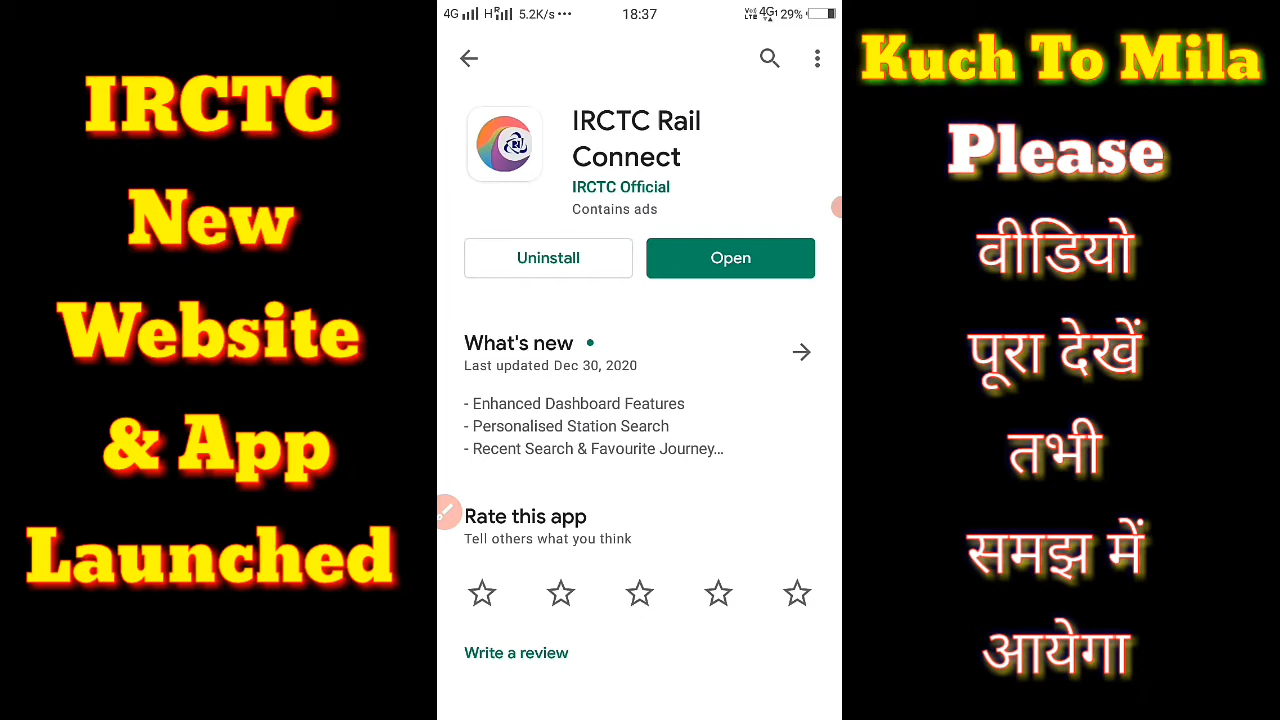 IRCTC
New
Website
& App
Launched
4G 5.2K/s ••• 18:37 4G 29%
IRCTC Rail
Connect
IRCTC Official
Contains ads
Uninstall Open
What's new •
Last updated Dec 30, 2020
- Enhanced Dashboard Features
- Personalised Station Search
- Recent Search & Favourite Journey...
Rate this app
Tell others what you think
Write a review
Kuch To Mila
Please
वीडियो
पूरा देखें
तभी
समझ में
आयेगा